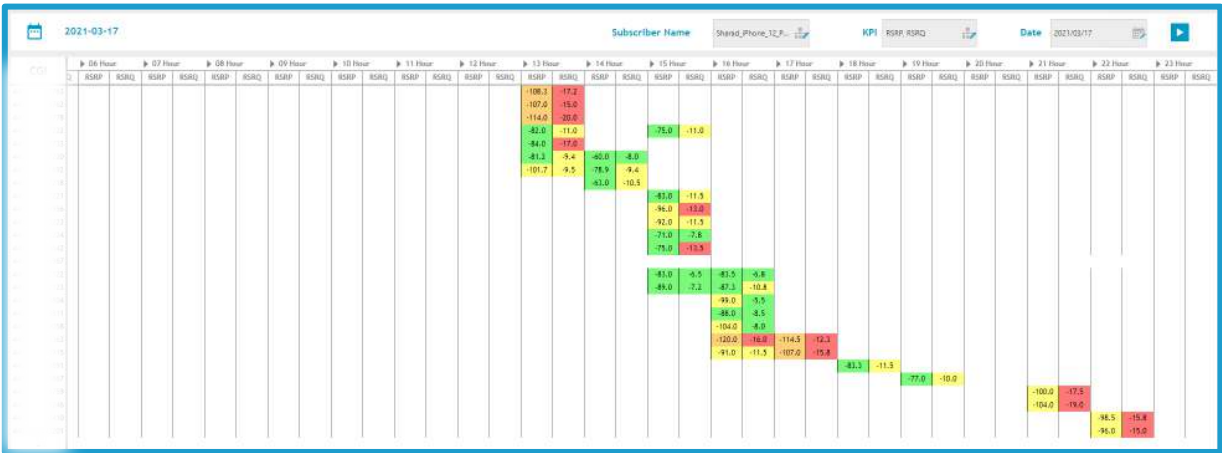 2021-03-17 Subscriber Name Sharad_iPhone_12_P... KPI RSRP, RSRQ Date 2021/03/17
CGI 06 Hour 07 Hour 08 Hour 09 Hour 10 Hour 11 Hour 12 Hour 13 Hour 14 Hour 15 Hour 16 Hour 17 Hour 18 Hour 19 Hour 20 Hour 21 Hour 22 Hour 23 Hour
Q RSRP RSRQ RSRP RSRQ RSRP RSRQ RSRP RSRQ RSRP RSRQ RSRP RSRQ RSRP RSRQ RSRP RSRQ RSRP RSRQ RSRP RSRQ RSRP RSRQ RSRP RSRQ RSRP RSRQ RSRP RSRQ RSRP RSRQ RSRP RSRQ RSRP RSRQ RSRP RSRQ
-108.3 -17.2
-107.0 -15.0
-114.0 -20.0
-82.0 -11.0 -75.0 -11.0
-84.0 -17.0
-81.2 -9.4 -60.0 -8.0
-101.7 -9.5 -78.9 -9.4
-63.0 -10.5
-83.0 -11.5
-96.0 -13.0
-92.0 -11.5
-71.0 -7.8
-75.0 -13.5
-83.0 -6.5 -83.5 -6.8
-89.0 -7.2 -87.3 -10.8
-99.0 -5.5
-86.0 -8.5
-104.0 -8.0
-120.0 -16.0 -114.5 -12.3
-91.0 -11.5 -107.0 -15.8
-83.3 -11.5
-77.0 -10.0
-100.0 -17.5
-104.0 -19.0
-98.5 -15.8
-96.0 -15.0